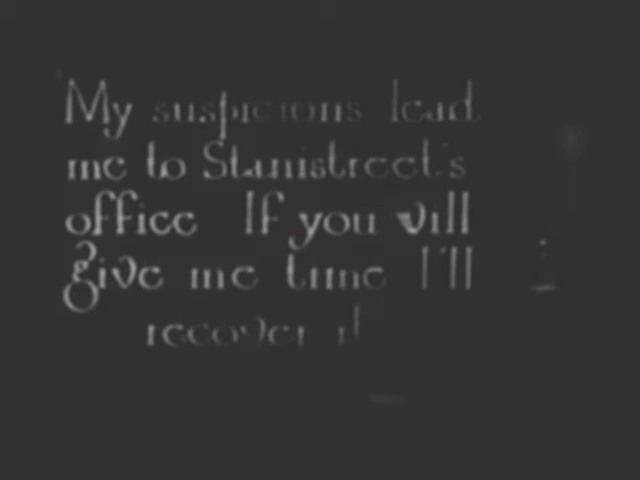 My suspicions lead
me to Stanistreet's
office If you will
give me time I'll
recover it